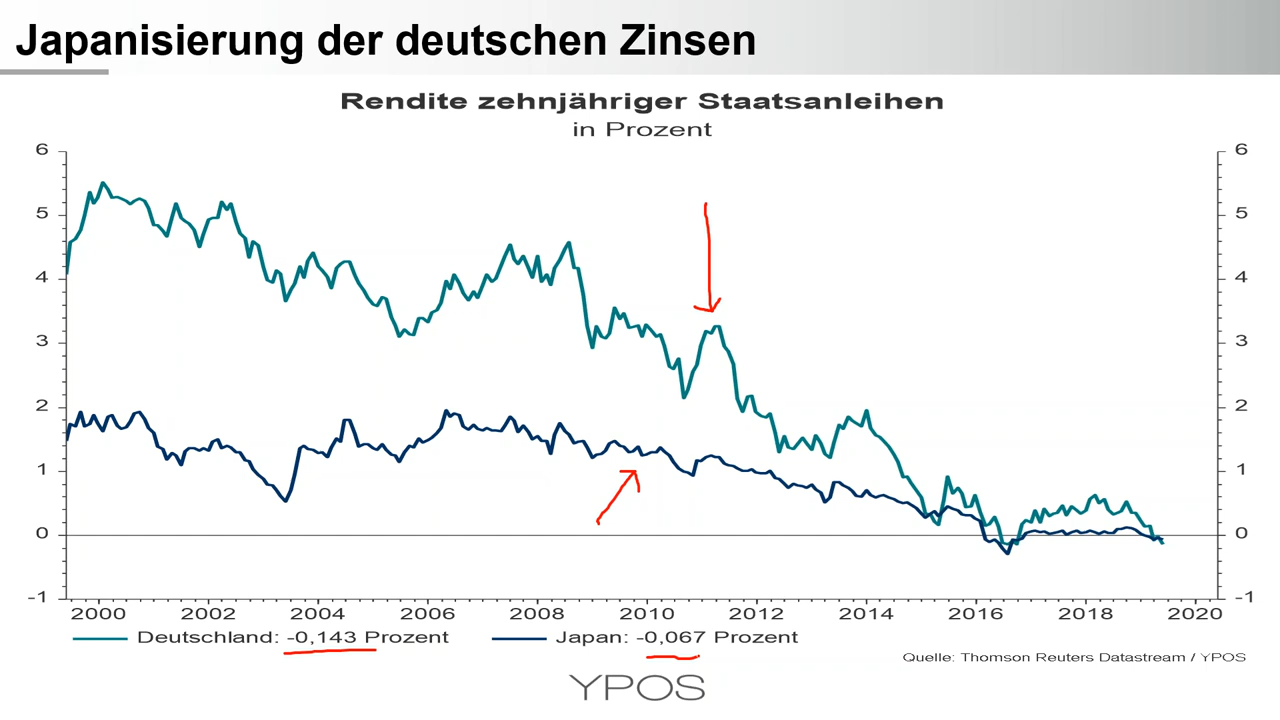 Japanisierung der deutschen Zinsen
Rendite zehnjähriger Staatsanleihen
in Prozent
6 6
5 5
4 4
3 3
2 2
1 1
0 0
-1 -1
2000 2002 2004 2006 2008 2010 2012 2014 2016 2018 2020
Deutschland: -0,143 Prozent Japan: -0,067 Prozent
Quelle: Thomson Reuters Datastream / YPOS
YPOS